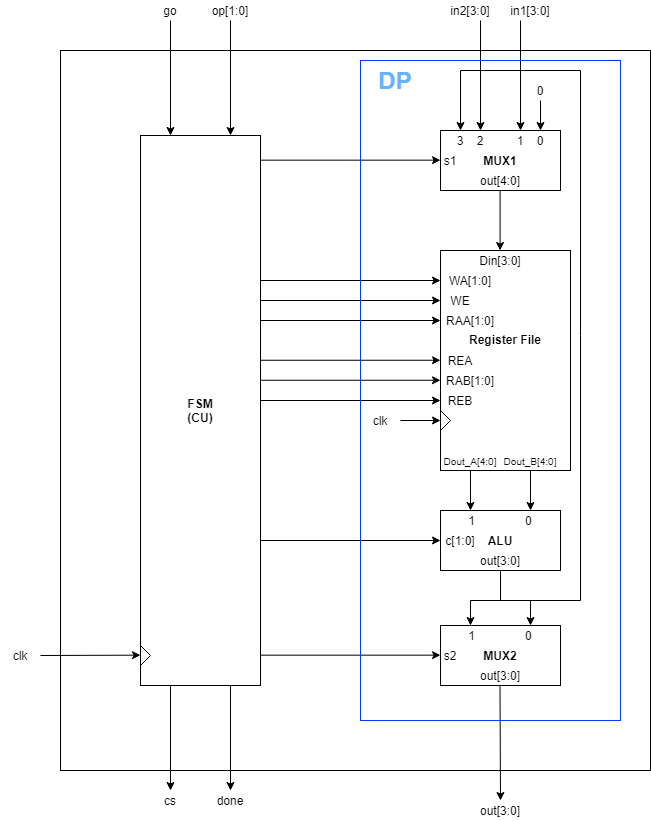 go op[1:0] in2[3:0] in1[3:0]
DP
0
3 2 1 0
s1 MUX1
out[4:0]
Din[3:0]
WA[1:0]
WE
RAA[1:0]
Register File
REA
RAB[1:0]
REB
clk
FSM
(CU)
Dout_A[4:0] Dout_B[4:0]
1 0
c[1:0] ALU
out[3:0]
1 0
clk
s2 MUX2
out[3:0]
cs done
out[3:0]